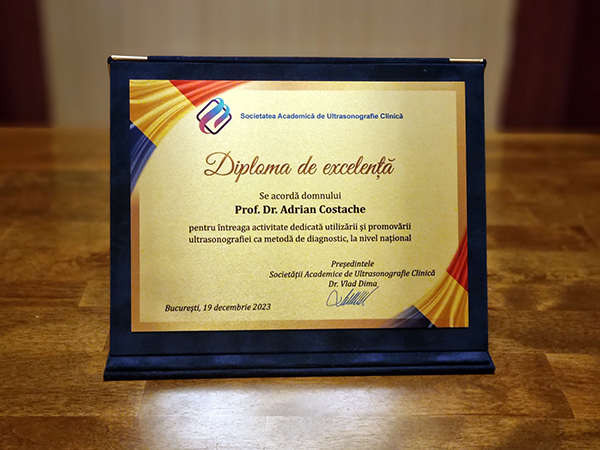 Societatea Academică de Ultrasonografie Clinică
Diploma de excelență
Se acordă domnului
Prof. Dr. Adrian Costache
pentru întreaga activitate dedicată utilizării și promovării
ultrasonografiei ca metodă de diagnostic, la nivel național
Președintele
Societății Academice de Ultrasonografie Clinică
Dr. Vlad Dima
București, 19 decembrie 2023